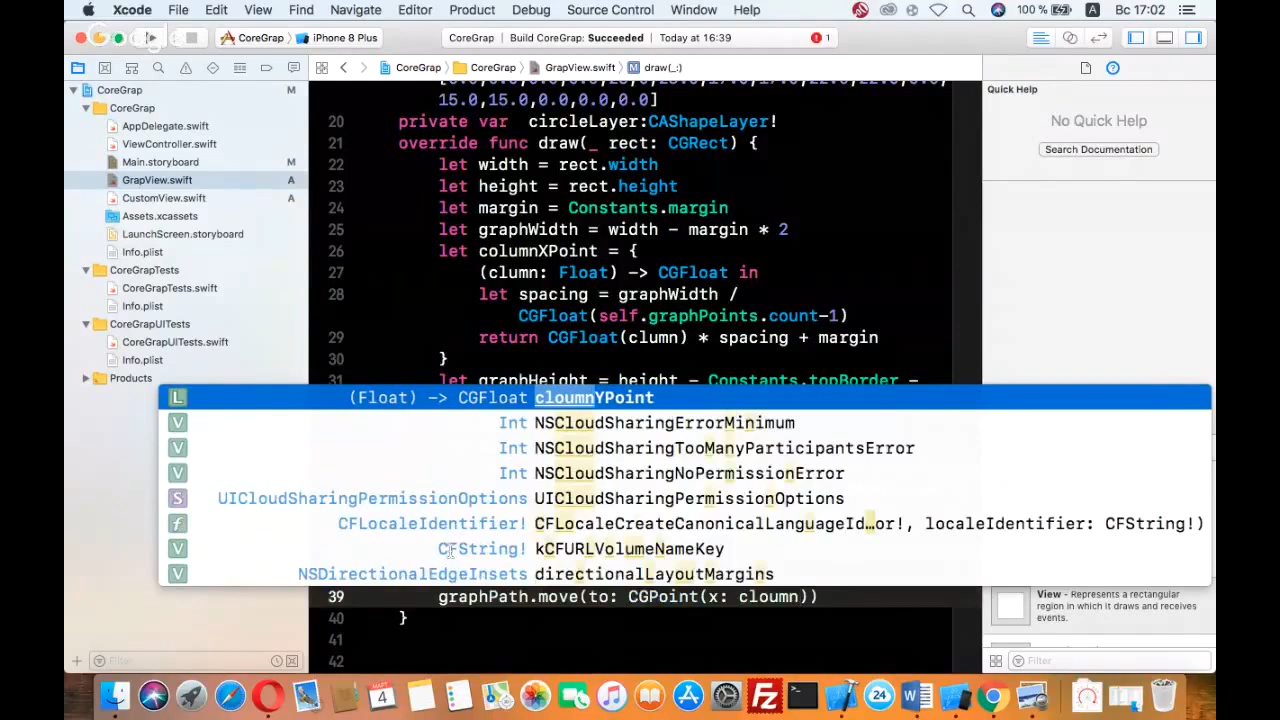 Xcode File Edit View Find Navigate Editor Product Debug Source Control Window Help 100 % A Вс 17:02
CoreGrap iPhone 8 Plus CoreGrap | Build CoreGrap: Succeeded | Today at 16:39 1
CoreGrap CoreGrap GrapView.swift M draw(_:)
CoreGrap
CoreGrap
AppDelegate.swift
ViewController.swift
Main.storyboard M
GrapView.swift A
CustomView.swift A
Assets.xcassets
LaunchScreen.storyboard
Info.plist
CoreGrapTests
CoreGrapTests.swift
Info.plist
CoreGrapUITests
CoreGrapUITests.swift
Info.plist
Products
15.0,15.0,0.0,0.0,0.0]
20 private var circleLayer:CAShapeLayer!
21 override func draw(_ rect: CGRect) {
22 let width = rect.width
23 let height = rect.height
24 let margin = Constants.margin
25 let graphWidth = width - margin * 2
26 let columnXPoint = {
27 (clumn: Float) -> CGFloat in
28 let spacing = graphWidth /
CGFloat(self.graphPoints.count-1)
29 return CGFloat(clumn) * spacing + margin
30 }
31 let graphHeight = height - Constants.topBorder -
L (Float) -> CGFloat cloumnYPoint
V Int NSCloudSharingErrorMinimum
V Int NSCloudSharingTooManyParticipantsError
V Int NSCloudSharingNoPermissionError
S UICloudSharingPermissionOptions UICloudSharingPermissionOptions
f CFLocaleIdentifier! CFLocaleCreateCanonicalLanguageId…or!, localeIdentifier: CFString!)
V CFString! kCFURLVolumeNameKey
V NSDirectionalEdgeInsets directionalLayoutMargins
39 graphPath.move(to: CGPoint(x: cloumn))
40 }
41
42
Filter
Quick Help
No Quick Help
Search Documentation
View - Represents a rectangular
region in which it draws and receives
events.
Filter
МАРТ
4
24
W
Fz